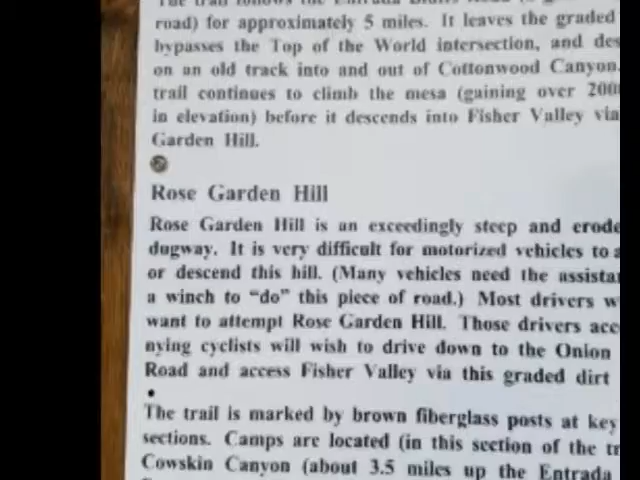 road) for approximately 5 miles. It leaves the graded
bypasses the Top of the World intersection, and des
on an old track into and out of Cottonwood Canyon.
trail continues to climb the mesa (gaining over 200
in elevation) before it descends into Fisher Valley via
Garden Hill.
Rose Garden Hill
Rose Garden Hill is an exceedingly steep and erode
dugway. It is very difficult for motorized vehicles to a
or descend this hill. (Many vehicles need the assista
a winch to “do” this piece of road.) Most drivers w
want to attempt Rose Garden Hill. Those drivers acc
nying cyclists will wish to drive down to the Onion
Road and access Fisher Valley via this graded dirt
The trail is marked by brown fiberglass posts at key
sections. Camps are located (in this section of the tr
Cowskin Canyon (about 3.5 miles up the Entrada